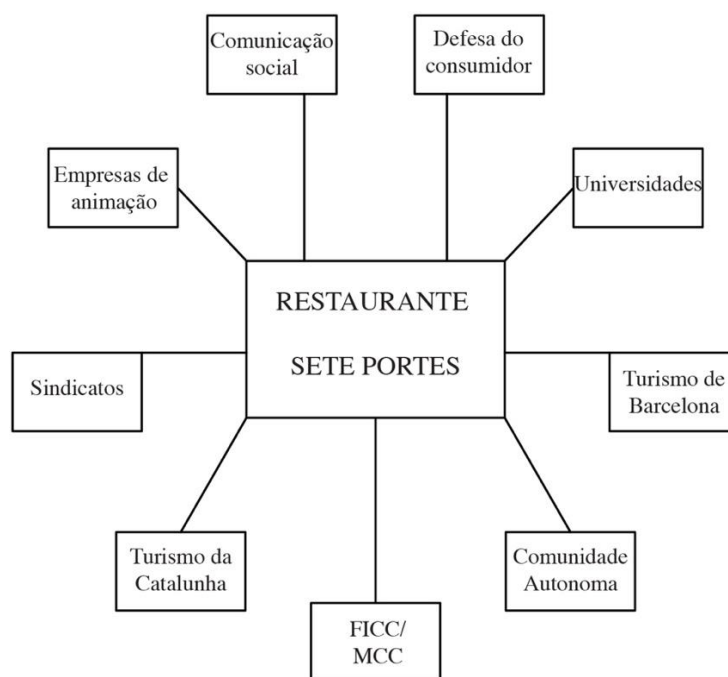 Comunicação
social
Defesa do
consumidor
Empresas de
animação
Universidades
RESTAURANTE
SETE PORTES
Sindicatos
Turismo de
Barcelona
Turismo da
Catalunha
Comunidade
Autonoma
FICC/
MCC